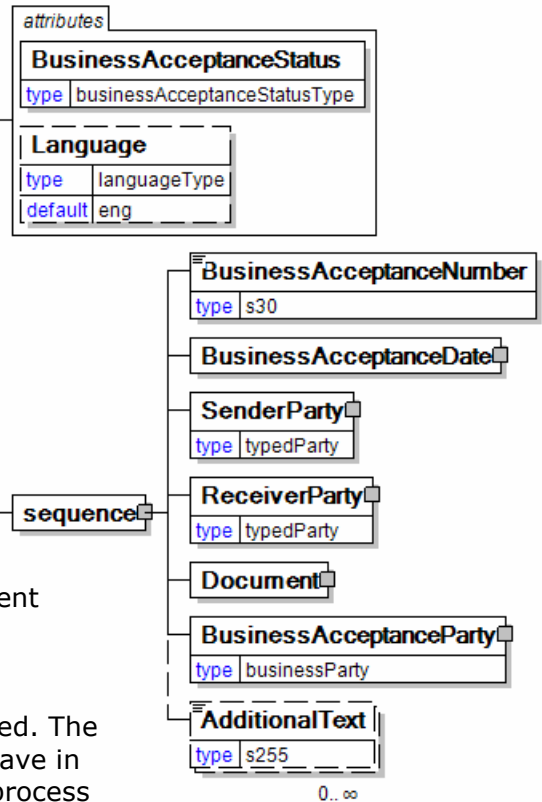 attributes
BusinessAcceptanceStatus
type businessAcceptanceStatusType
Language
type languageType
default eng
BusinessAcceptanceNumber
type s30
BusinessAcceptanceDate
SenderParty
type typedParty
ReceiverParty
type typedParty
sequence
Document
BusinessAcceptanceParty
type businessParty
AdditionalText
type s255
0.. ∞
ent
ed. The
ave in
process